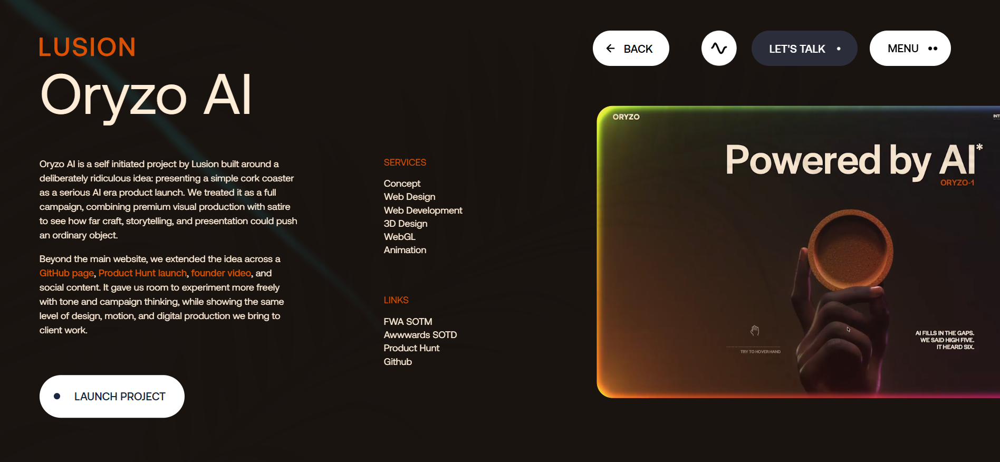 LUSION
BACK
LET'S TALK
MENU
Oryzo AI
Oryzo AI is a self initiated project by Lusion built around a
deliberately ridiculous idea: presenting a simple cork coaster
as a serious AI era product launch. We treated it as a full
campaign, combining premium visual production with satire
to see how far craft, storytelling, and presentation could push
an ordinary object.
Beyond the main website, we extended the idea across a
GitHub page, Product Hunt launch, founder video, and
social content. It gave us room to experiment more freely
with tone and campaign thinking, while showing the same
level of design, motion, and digital production we bring to
client work.
LAUNCH PROJECT
SERVICES
Concept
Web Design
Web Development
3D Design
WebGL
Animation
LINKS
FWA SOTM
Awwwards SOTD
Product Hunt
Github
ORYZO
Powered by AI*
ORYZO-1
TRY TO HOVER HAND
AI FILLS IN THE GAPS.
WE SAID HIGH FIVE.
IT HEARD SIX.